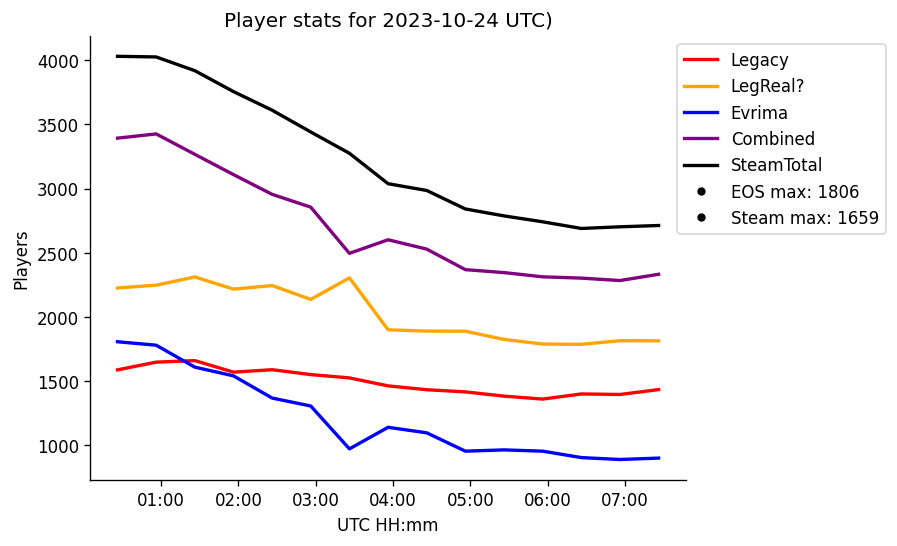 Player stats for 2023-10-24 UTC)
4000
3500
3000
2500
2000
1500
1000
Players
01:00 02:00 03:00 04:00 05:00 06:00 07:00
UTC HH:mm
Legacy
LegReal?
Evrima
Combined
SteamTotal
EOS max: 1806
Steam max: 1659